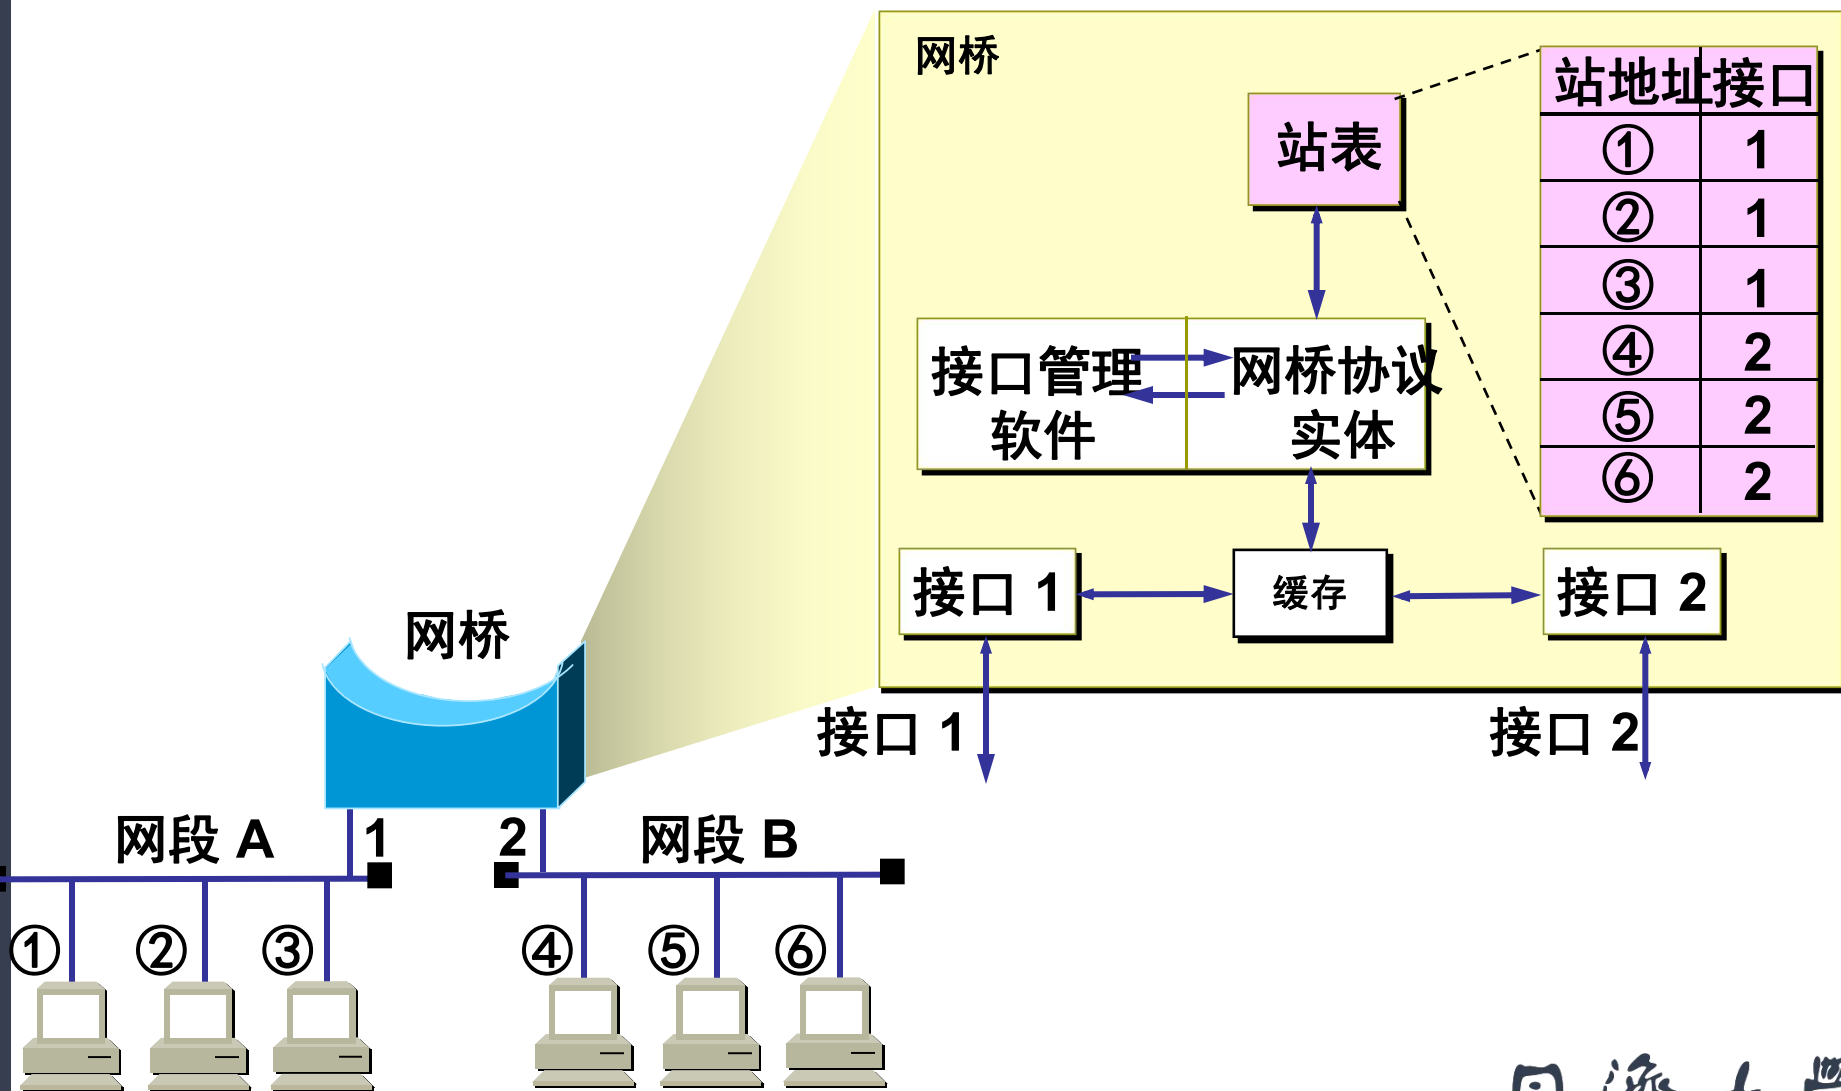 网桥
站地址 接口
① 1
② 1
③ 1
④ 2
⑤ 2
⑥ 2
站表
接口管理
软件
网桥协议
实体
接口 1
缓存
接口 2
接口 1
接口 2
网桥
网段 A
1
2
网段 B
① ② ③ ④ ⑤ ⑥